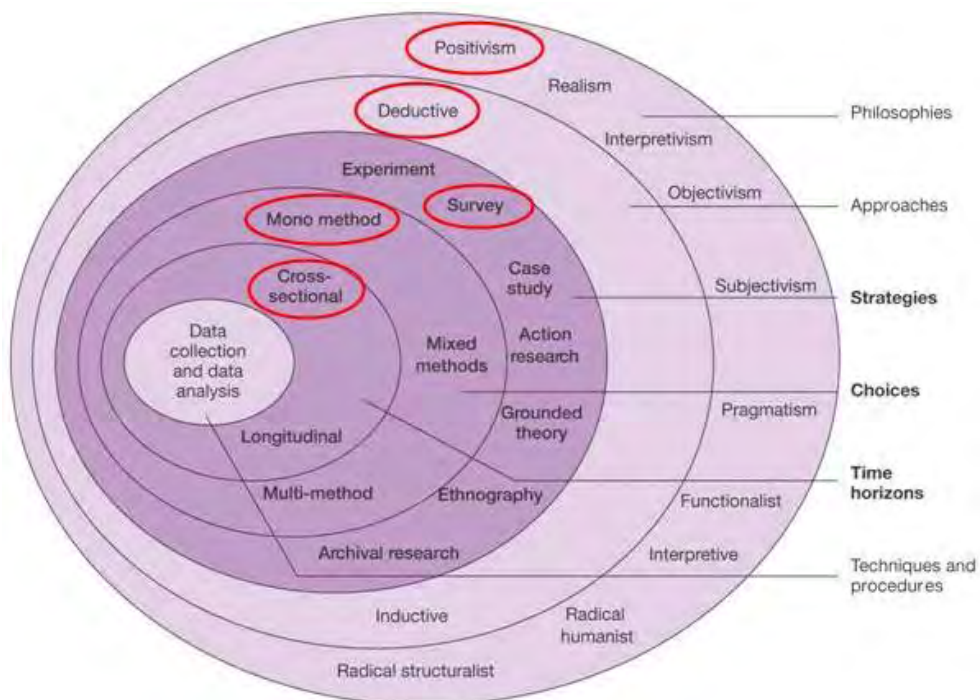 Positivism
Realism
Philosophies
Deductive
Interpretivism
Experiment
Objectivism
Approaches
Survey
Mono method
Case
study
Cross-
sectional
Subjectivism
Strategies
Data
collection
and data
analysis
Mixed
methods
Action
research
Choices
Pragmatism
Grounded
theory
Longitudinal
Time
horizons
Multi-method
Ethnography
Functionalist
Archival research
Interpretive
Techniques and
procedures
Inductive
Radical
humanist
Radical structuralist